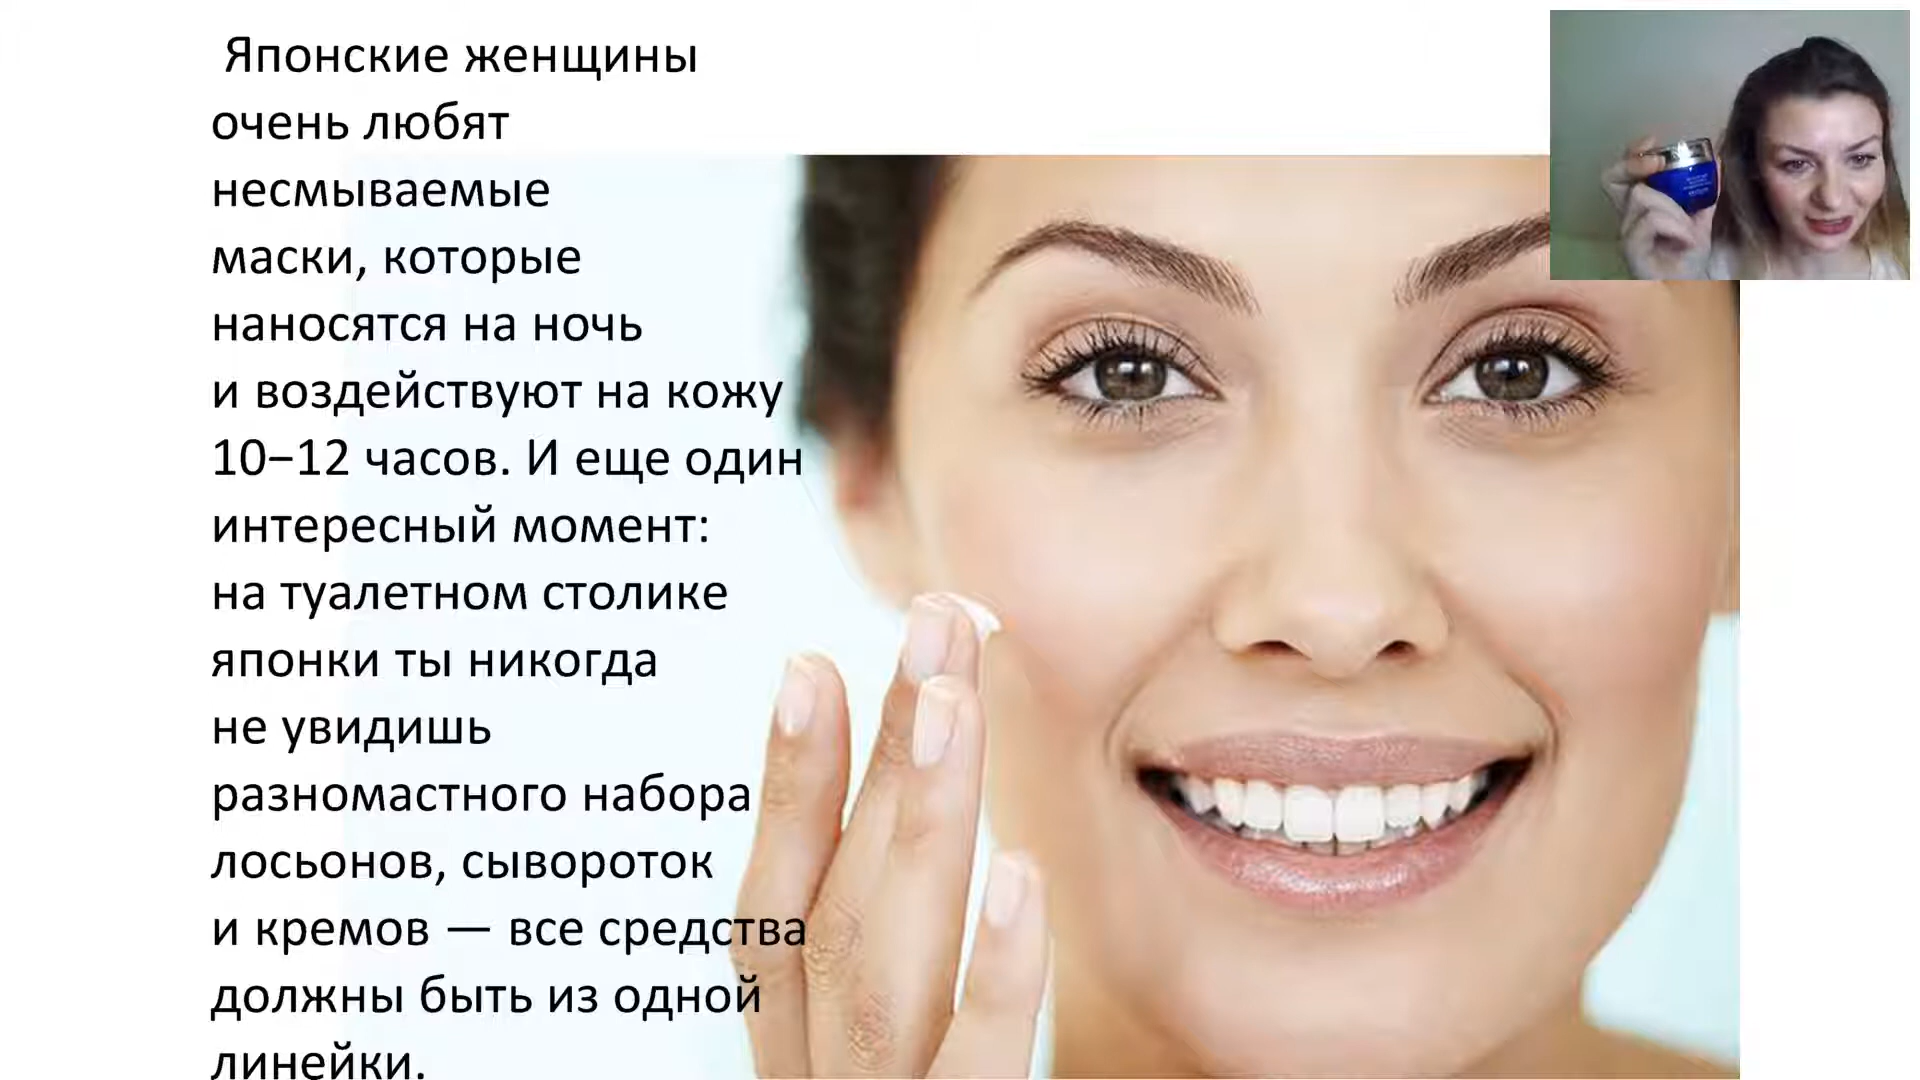 Японские женщины
очень любят
несмываемые
маски, которые
наносятся на ночь
и воздействуют на кожу
10–12 часов. И еще один
интересный момент:
на туалетном столике
японки ты никогда
не увидишь
разномастного набора
лосьонов, сывороток
и кремов — все средства
должны быть из одной
линейки.